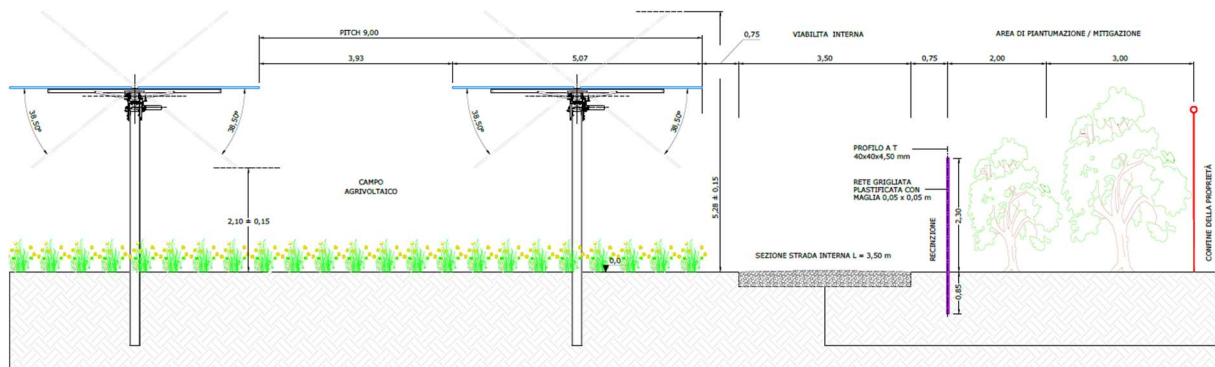 PITCH 9,00
0,75
VIABILITA INTERNA
AREA DI PIANTUMAZIONE / MITIGAZIONE
3,93
5,07
3,50
0,75
2,00
3,00
38,50°
38,50°
38,50°
38,50°
PROFILO A T
40x40x4,50 mm
CAMPO
AGRIVOLTAICO
RETE GRIGLIATA
PLASTIFICATA CON
MAGLIA 0,05 x 0,05 m
2,10 ± 0,15
5,28 ± 0,15
2,30
RECINZIONE
CONFINE DELLA PROPRIETÀ
0,0
SEZIONE STRADA INTERNA L = 3,50 m
0,85